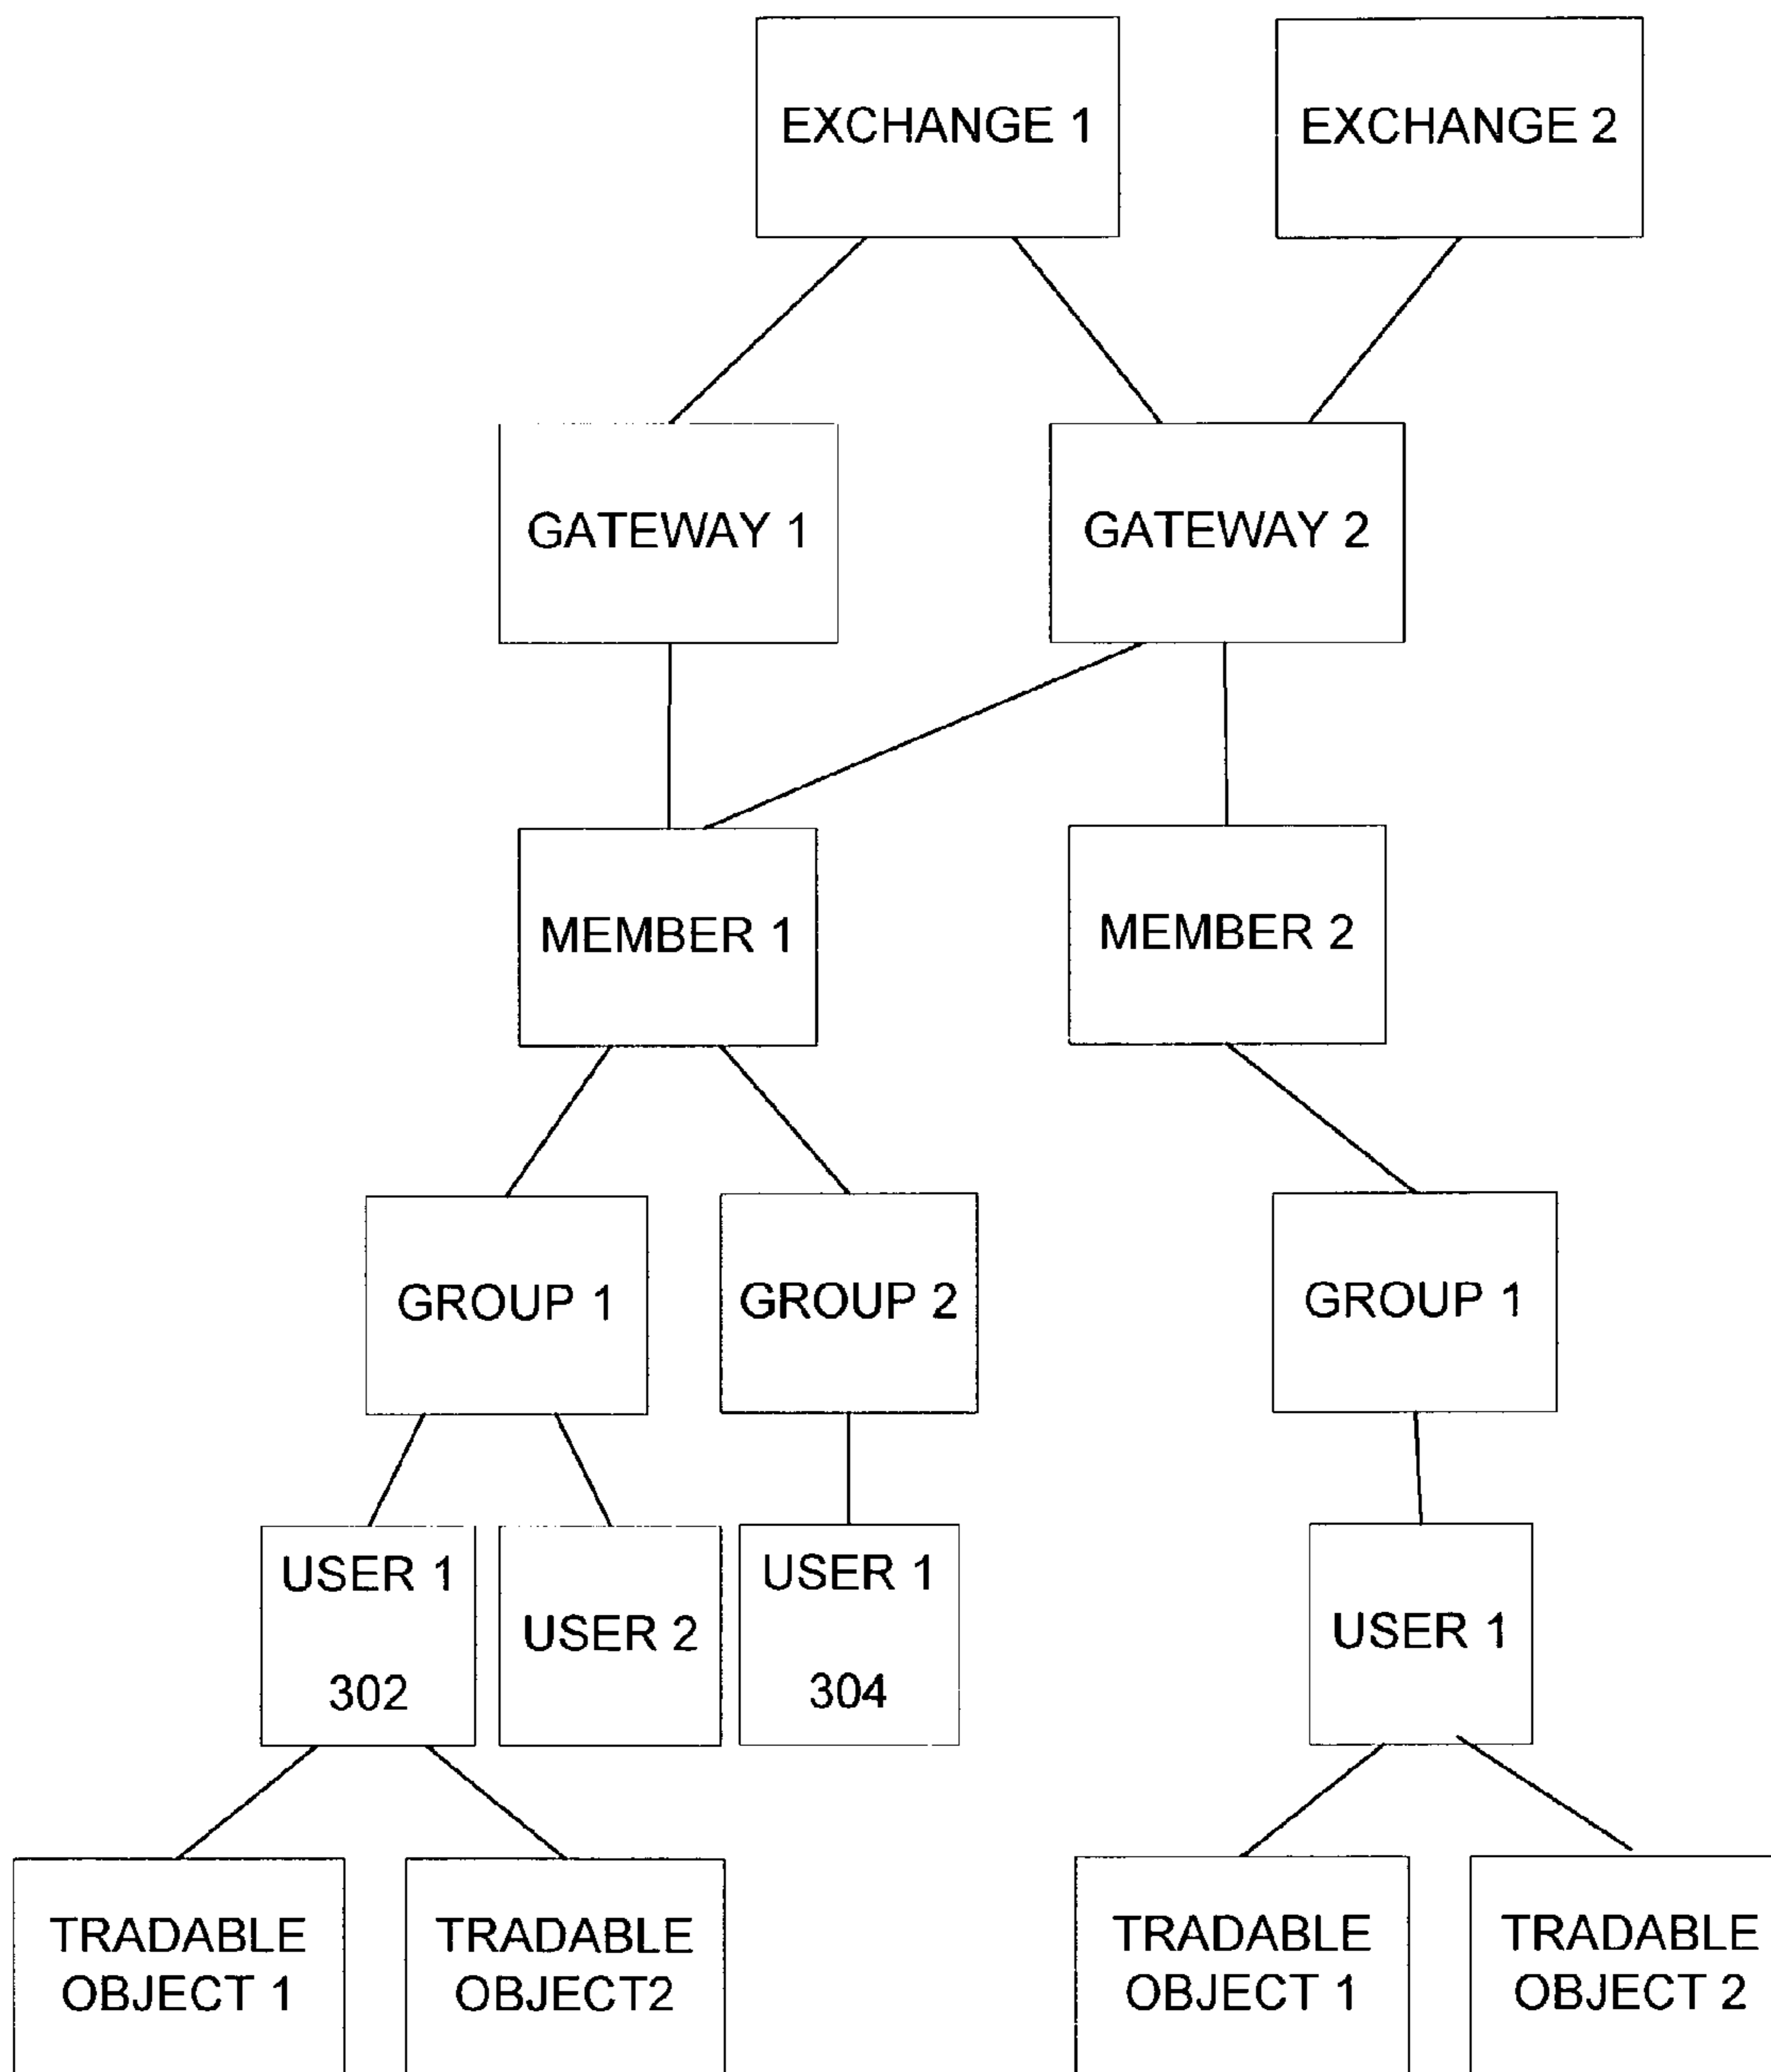 EXCHANGE 1
EXCHANGE 2
GATEWAY 1
GATEWAY 2
MEMBER 1
MEMBER 2
GROUP 1
GROUP 2
GROUP 1
USER 1
302
USER 2
USER 1
304
USER 1
TRADABLE
OBJECT 1
TRADABLE
OBJECT2
TRADABLE
OBJECT 1
TRADABLE
OBJECT 2